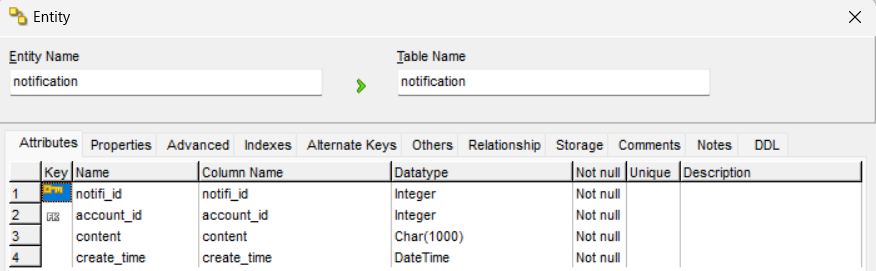 Entity
Entity Name
Table Name
notification
notification
Attributes Properties Advanced Indexes Alternate Keys Others Relationship Storage Comments Notes DDL
Key Name Column Name Datatype Not null Unique Description
1 notifi_id notifi_id Integer Not null
2 FK account_id account_id Integer Not null
3 content content Char(1000) Not null
4 create_time create_time DateTime Not null